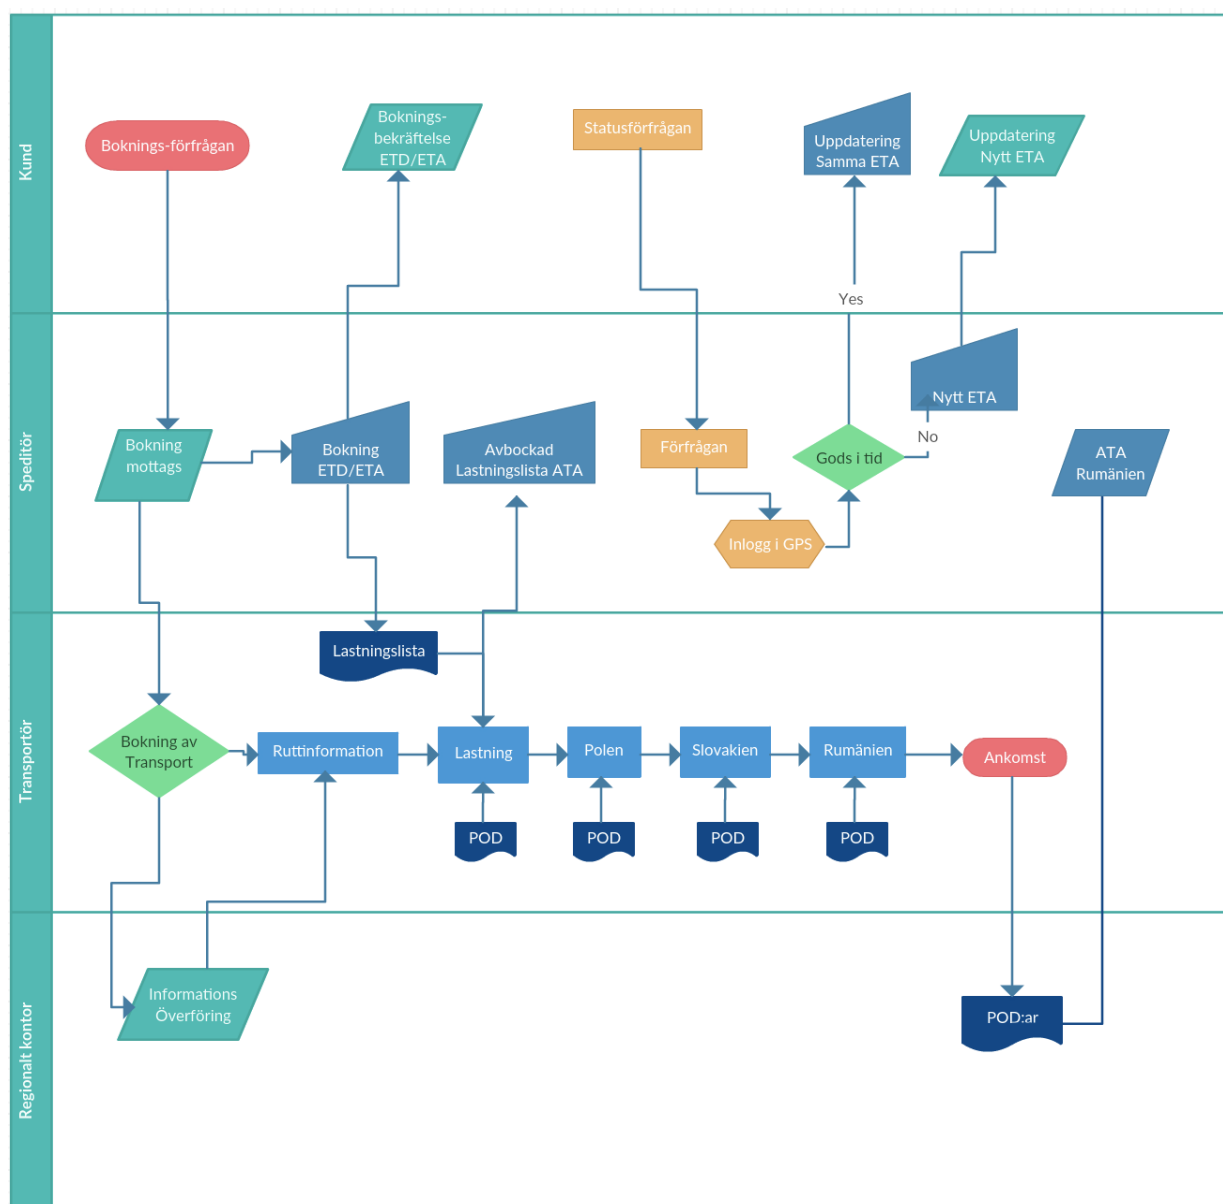 Kund
Boknings-förfrågan
Boknings-
bekräftelse
ETD/ETA
Statusförfrågan
Uppdatering
Samma ETA
Uppdatering
Nytt ETA
Yes
Speditör
Bokning
mottags
Bokning
ETD/ETA
Avbockad
Lastningslista ATA
Förfrågan
Inlogg i GPS
Gods i tid
No
Nytt ETA
ATA
Rumänien
Transportör
Lastningslista
Bokning av
Transport
Ruttinformation
Lastning
Polen
Slovakien
Rumänien
Ankomst
POD
POD
POD
POD
Regionalt kontor
Informations
Överföring
POD:ar